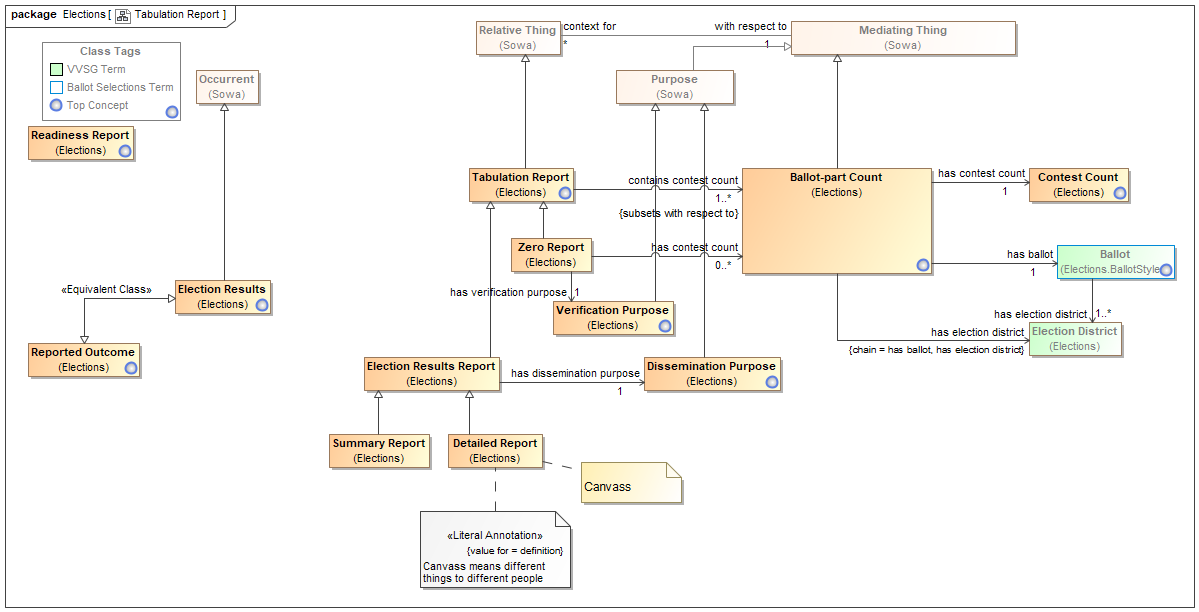 package Elections [ Tabulation Report ]
Class Tags
VVSG Term
Ballot Selections Term
Top Concept
Readiness Report
(Elections)
Occurrent
(Sowa)
Relative Thing
(Sowa)
context for
*
with respect to
1
Mediating Thing
(Sowa)
Purpose
(Sowa)
Tabulation Report
(Elections)
contains contest count
1..*
{subsets with respect to}
Ballot-part Count
(Elections)
has contest count
1
Contest Count
(Elections)
Zero Report
(Elections)
has contest count
0..*
has ballot
1
Ballot
(Elections.BallotStyle
has verification purpose
1
Verification Purpose
(Elections)
has election district
1..*
has election district
{chain = has ballot, has election district}
Election District
(Elections)
«Equivalent Class»
Election Results
(Elections)
Reported Outcome
(Elections)
Election Results Report
(Elections)
has dissemination purpose
1
Dissemination Purpose
(Elections)
Summary Report
(Elections)
Detailed Report
(Elections)
Canvass
«Literal Annotation»
{value for = definition}
Canvass means different
things to different people